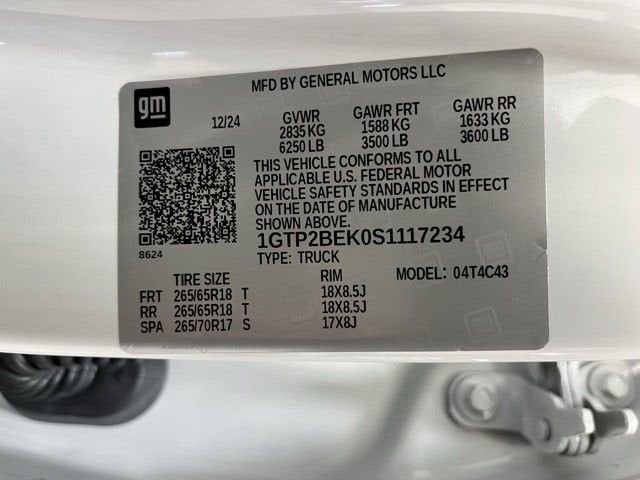 MFD BY GENERAL MOTORS LLC
gm
12/24
GVWR GAWR FRT GAWR RR
2835 KG 1588 KG 1633 KG
6250 LB 3500 LB 3600 LB
THIS VEHICLE CONFORMS TO ALL
APPLICABLE U.S. FEDERAL MOTOR
VEHICLE SAFETY STANDARDS IN EFFECT
ON THE DATE OF MANUFACTURE
SHOWN ABOVE.
8624
1GTP2BEK0S1117234
TYPE: TRUCK MODEL: 04T4C43
TIRE SIZE RIM
FRT 265/65R18 T 18X8.5J
RR 265/65R18 T 18X8.5J
SPA 265/70R17 S 17X8J